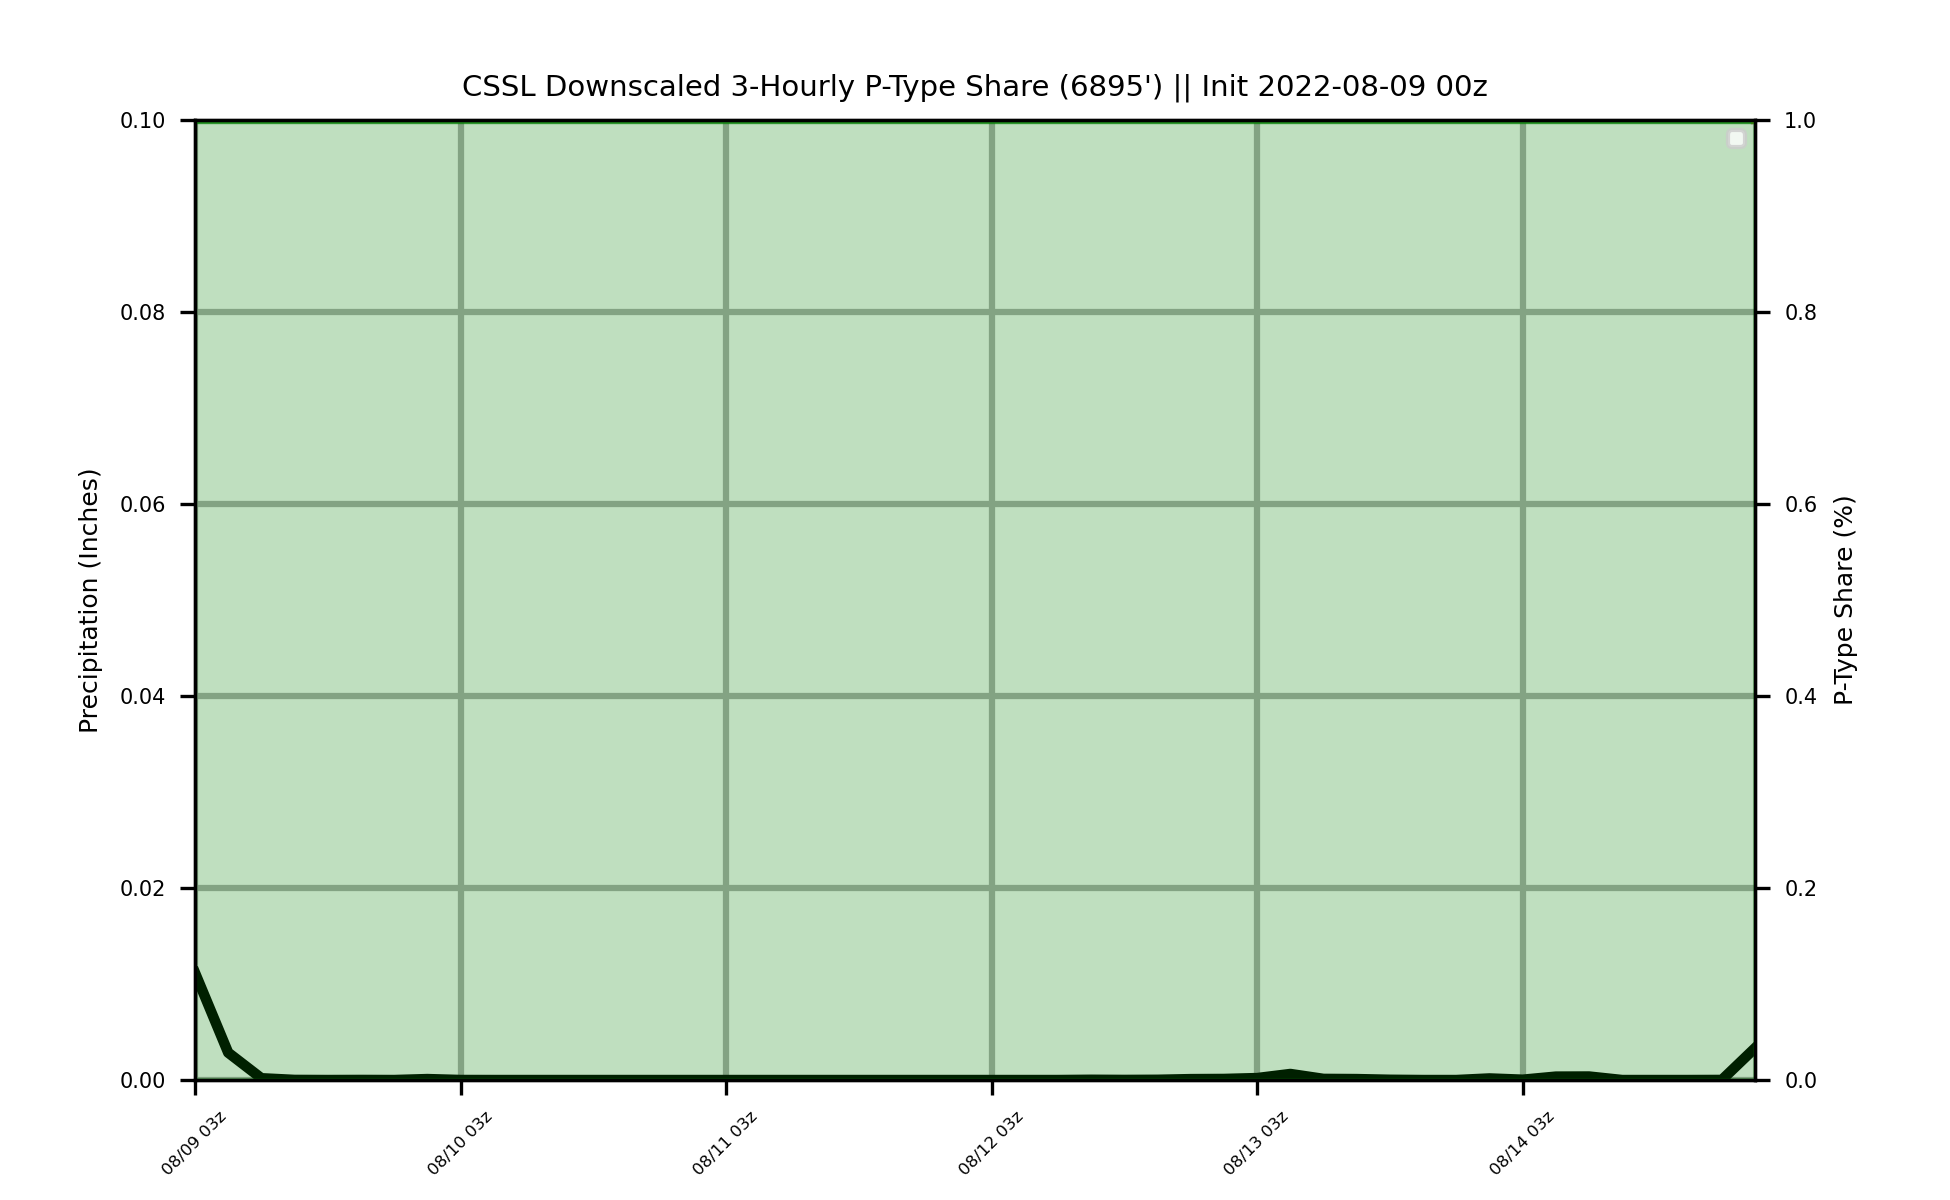 CSSL Downscaled 3-Hourly P-Type Share (6895') || Init 2022-08-09 00z
Precipitation (Inches)
0.10
0.08
0.06
0.04
0.02
0.00
1.0
0.8
0.6
0.4
0.2
0.0
P-Type Share (%)
08/09 03z
08/10 03z
08/11 03z
08/12 03z
08/13 03z
08/14 03z